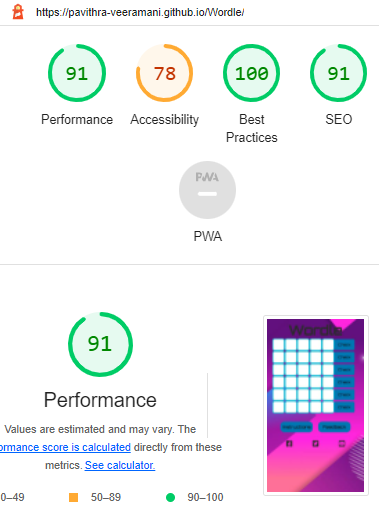 https://pavithra-veeramani.github.io/Wordle/
91
78
100
91
Performance
Accessibility
Best
Practices
SEO
PWA
PWA
91
Performance
Values are estimated and may vary. The
ormance score is calculated directly from these
metrics. See calculator.
0–49
50–89
90–100
Wordle